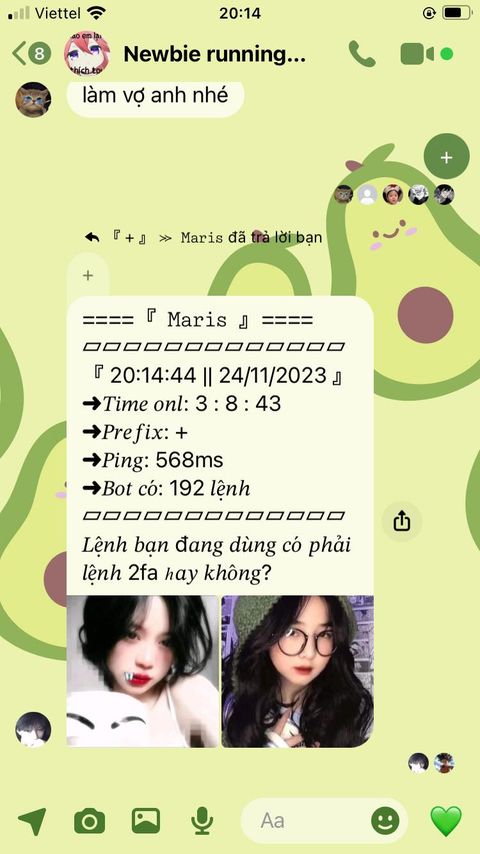 Viettel 20:14
8 Newbie running...
làm vợ anh nhé
+
『 + 』 ≫ Maris đã trả lời bạn
+
====『 Maris 』====
▱▱▱▱▱▱▱▱▱▱▱▱▱
『 20:14:44 || 24/11/2023 』
➜Time onl: 3 : 8 : 43
➜Prefix: +
➜Ping: 568ms
➜Bot có: 192 lệnh
▱▱▱▱▱▱▱▱▱▱▱▱▱
Lệnh bạn đang dùng có phải
lệnh 2fa hay không?
Aa